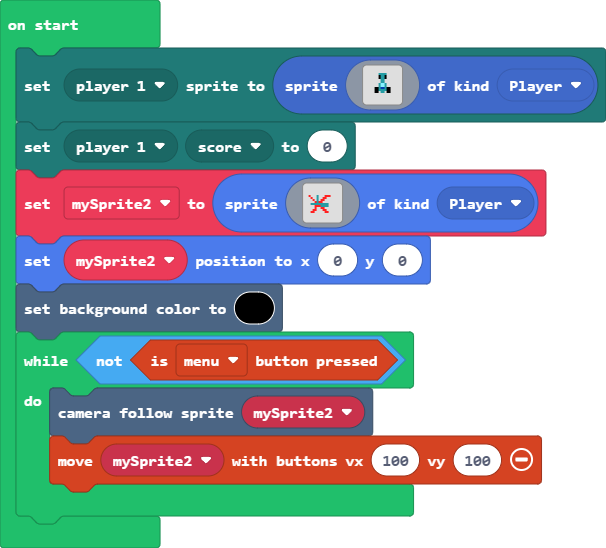 on start
set player 1 sprite to sprite of kind Player
set player 1 score to 0
set mySprite2 to sprite of kind Player
set mySprite2 position to x 0 y 0
set background color to
while not is menu button pressed
do
camera follow sprite mySprite2
move mySprite2 with buttons vx 100 vy 100